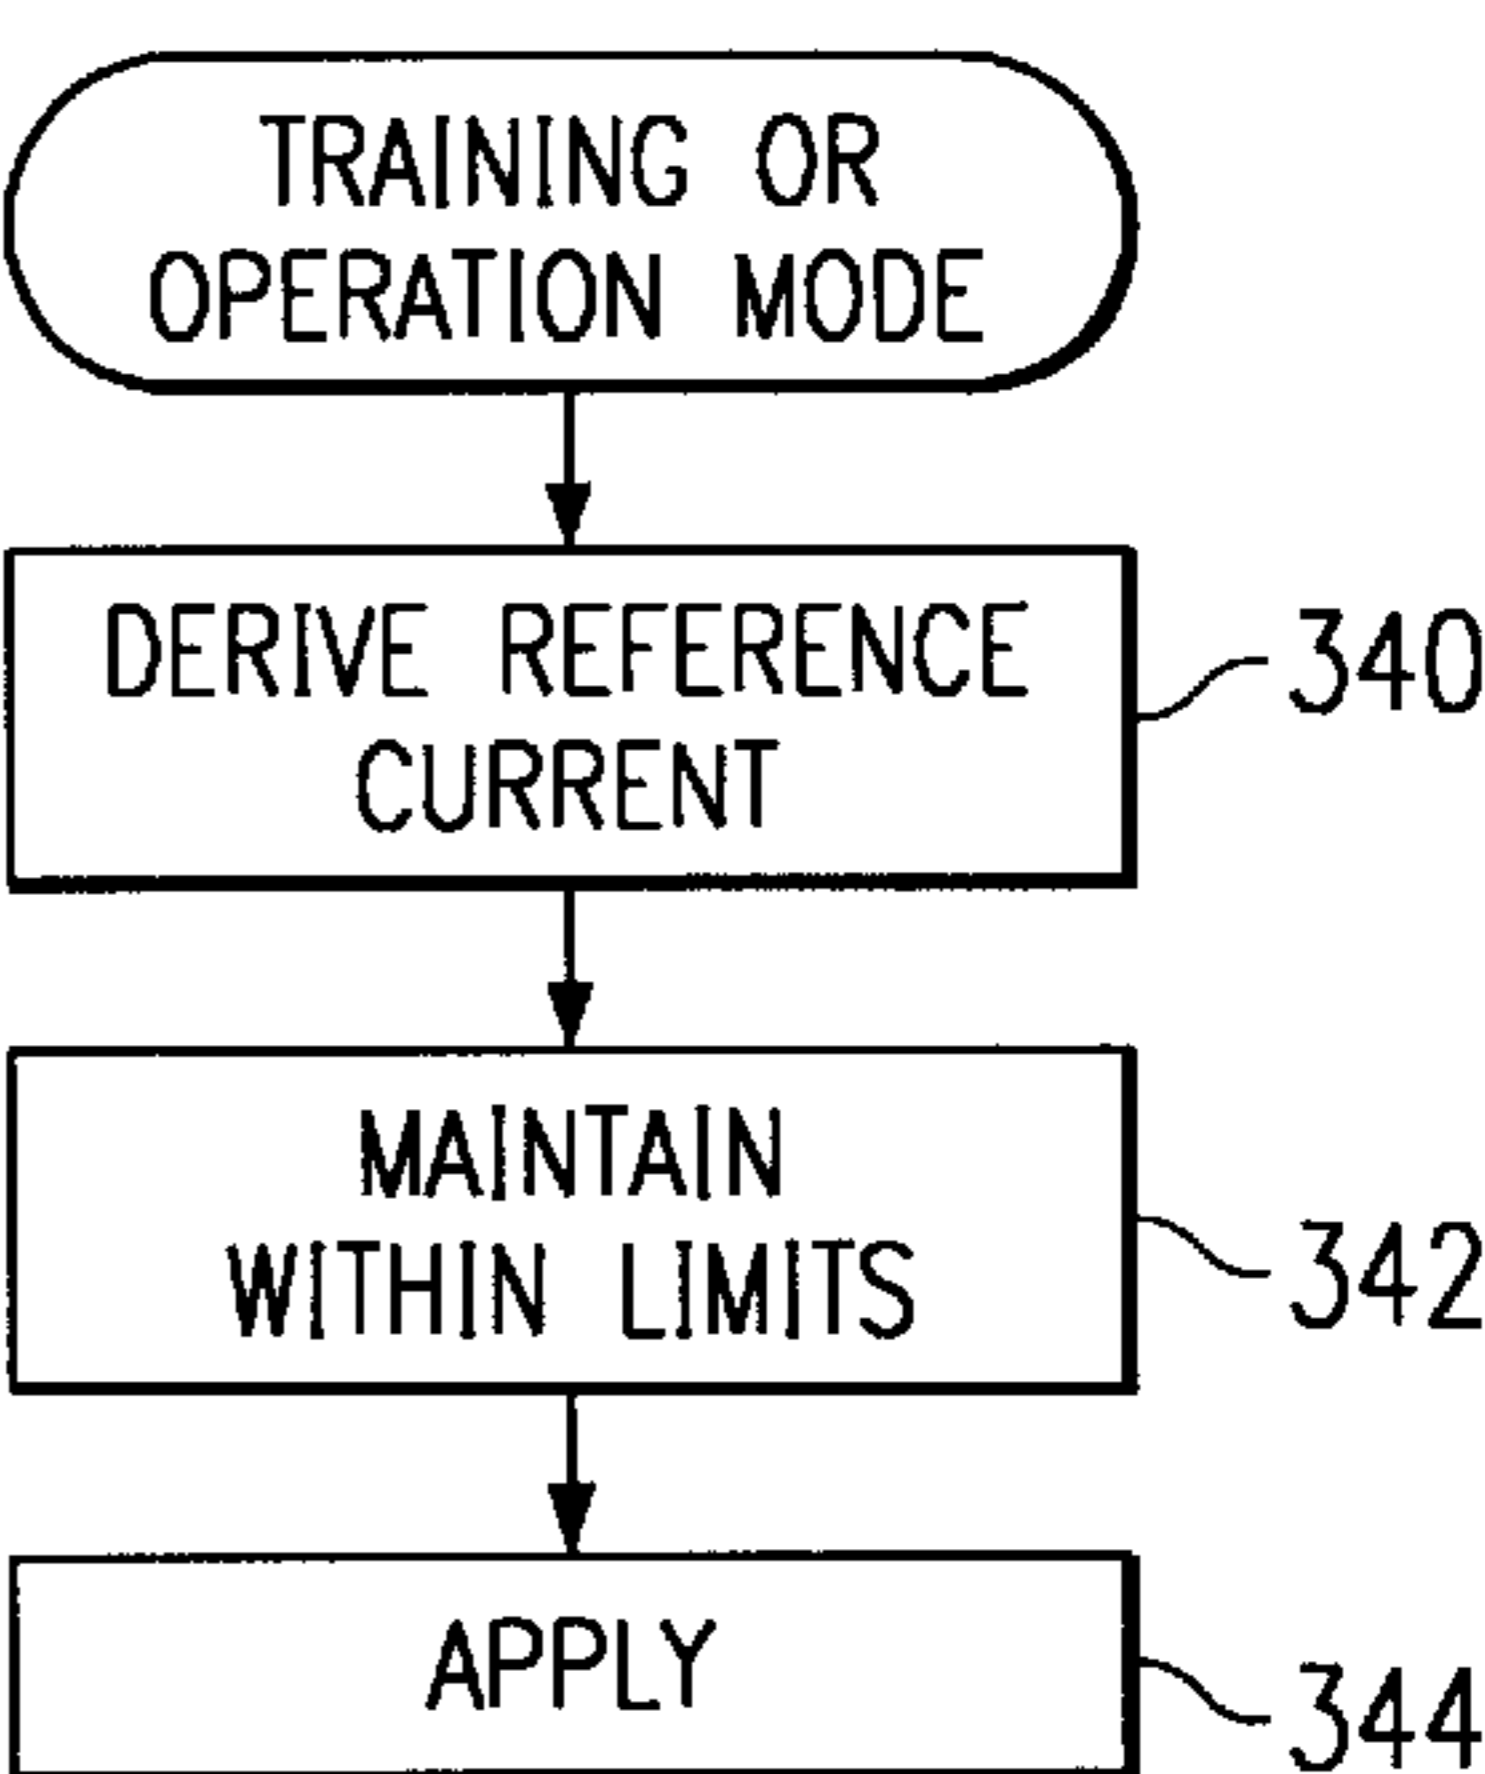 TRAINING OR
OPERATION MODE
DERIVE REFERENCE
CURRENT
340
MAINTAIN
WITHIN LIMITS
342
APPLY
344